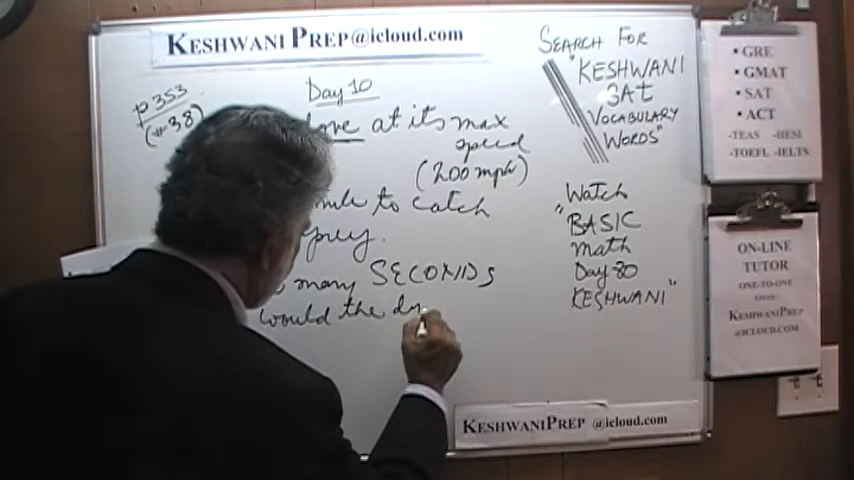 KESHWANI PREP@icloud.com
p 353
Day 10
at its max
speed
(200 mph)
to catch
prey.
many SECONDS
would the
SEARCH FOR
"KESHWANI
SAT
VOCABULARY
WORDS"
Watch
"BASIC
math
Day 80
KESHWANI"
• GRE
• GMAT
• SAT
• ACT
-TEAS -HESI
-TOEFL -IELTS
ON-LINE
TUTOR
ONE-TO-ONE
KESHWANIPREP
@ICLOUD.COM
KESHWANIPREP @icloud.com